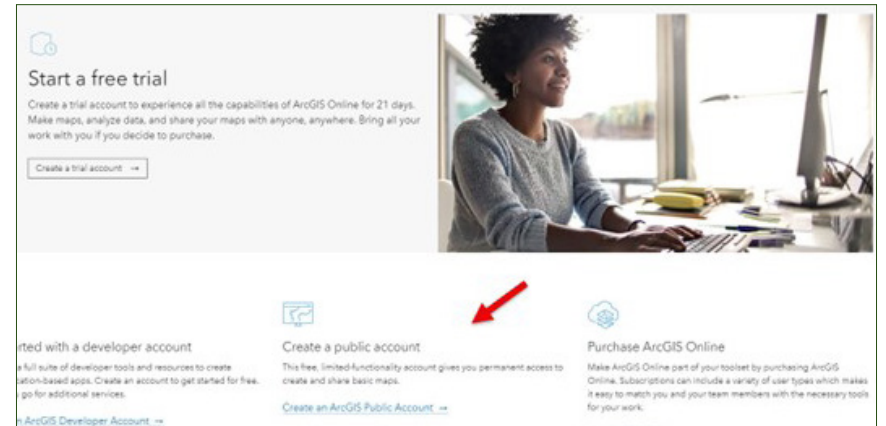 Start a free trial
Create a trial account to experience all the capabilities of ArcGIS Online for 21 days.
Make maps, analyze data, and share your maps with anyone, anywhere. Bring all your
work with you if you decide to purchase.
Create a trial account →
rted with a developer account
a full suite of developer tools and resources to create
cation-based apps. Create an account to get started for free.
go for additional services.
n ArcGIS Developer Account →
Create a public account
This free, limited-functionality account gives you permanent access to
create and share basic maps.
Create an ArcGIS Public Account →
Purchase ArcGIS Online
Make ArcGIS Online part of your toolset by purchasing ArcGIS
Online. Subscriptions can include a variety of user types which makes
it easy to match you and your team members with the necessary tools
for your work.